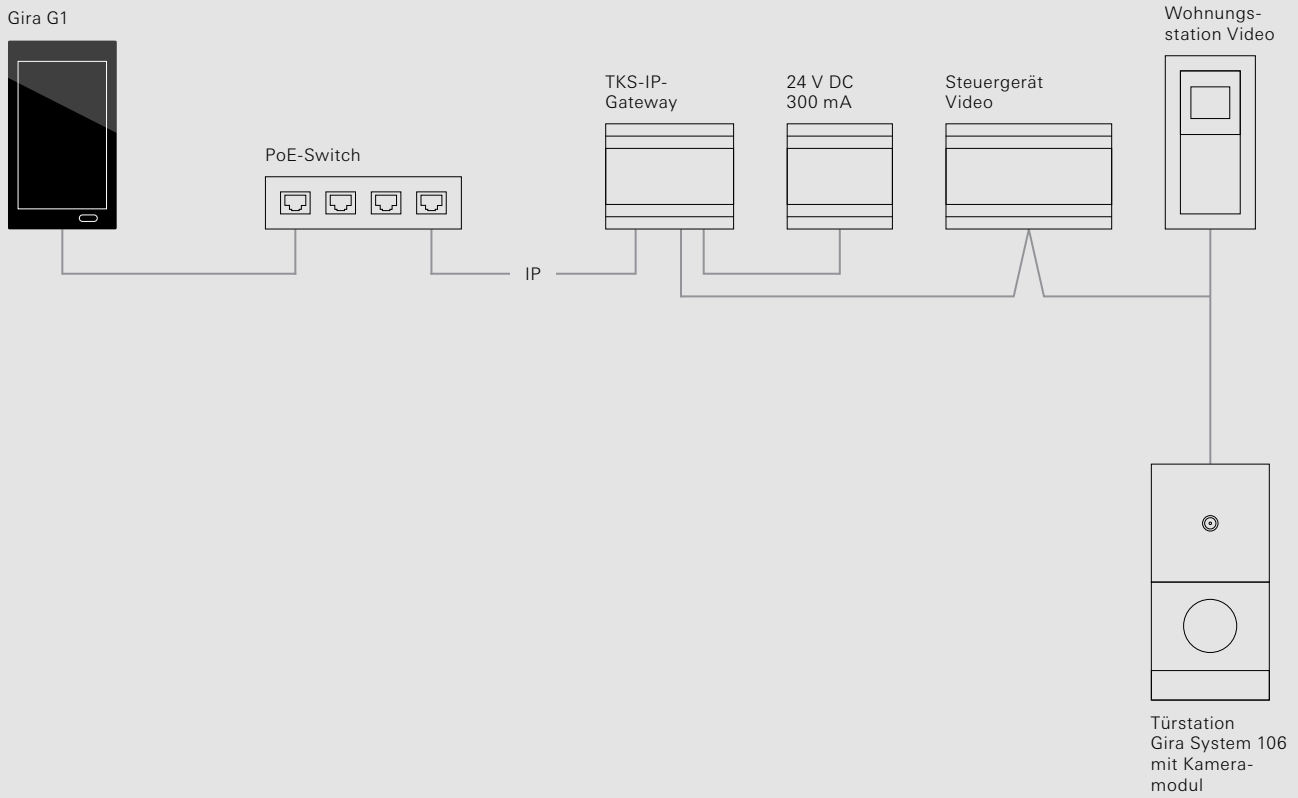 Gira G1
PoE-Switch
IP
TKS-IP-
Gateway
24 V DC
300 mA
Steuergerät
Video
Wohnungs-
station Video
Türstation
Gira System 106
mit Kamera-
modul